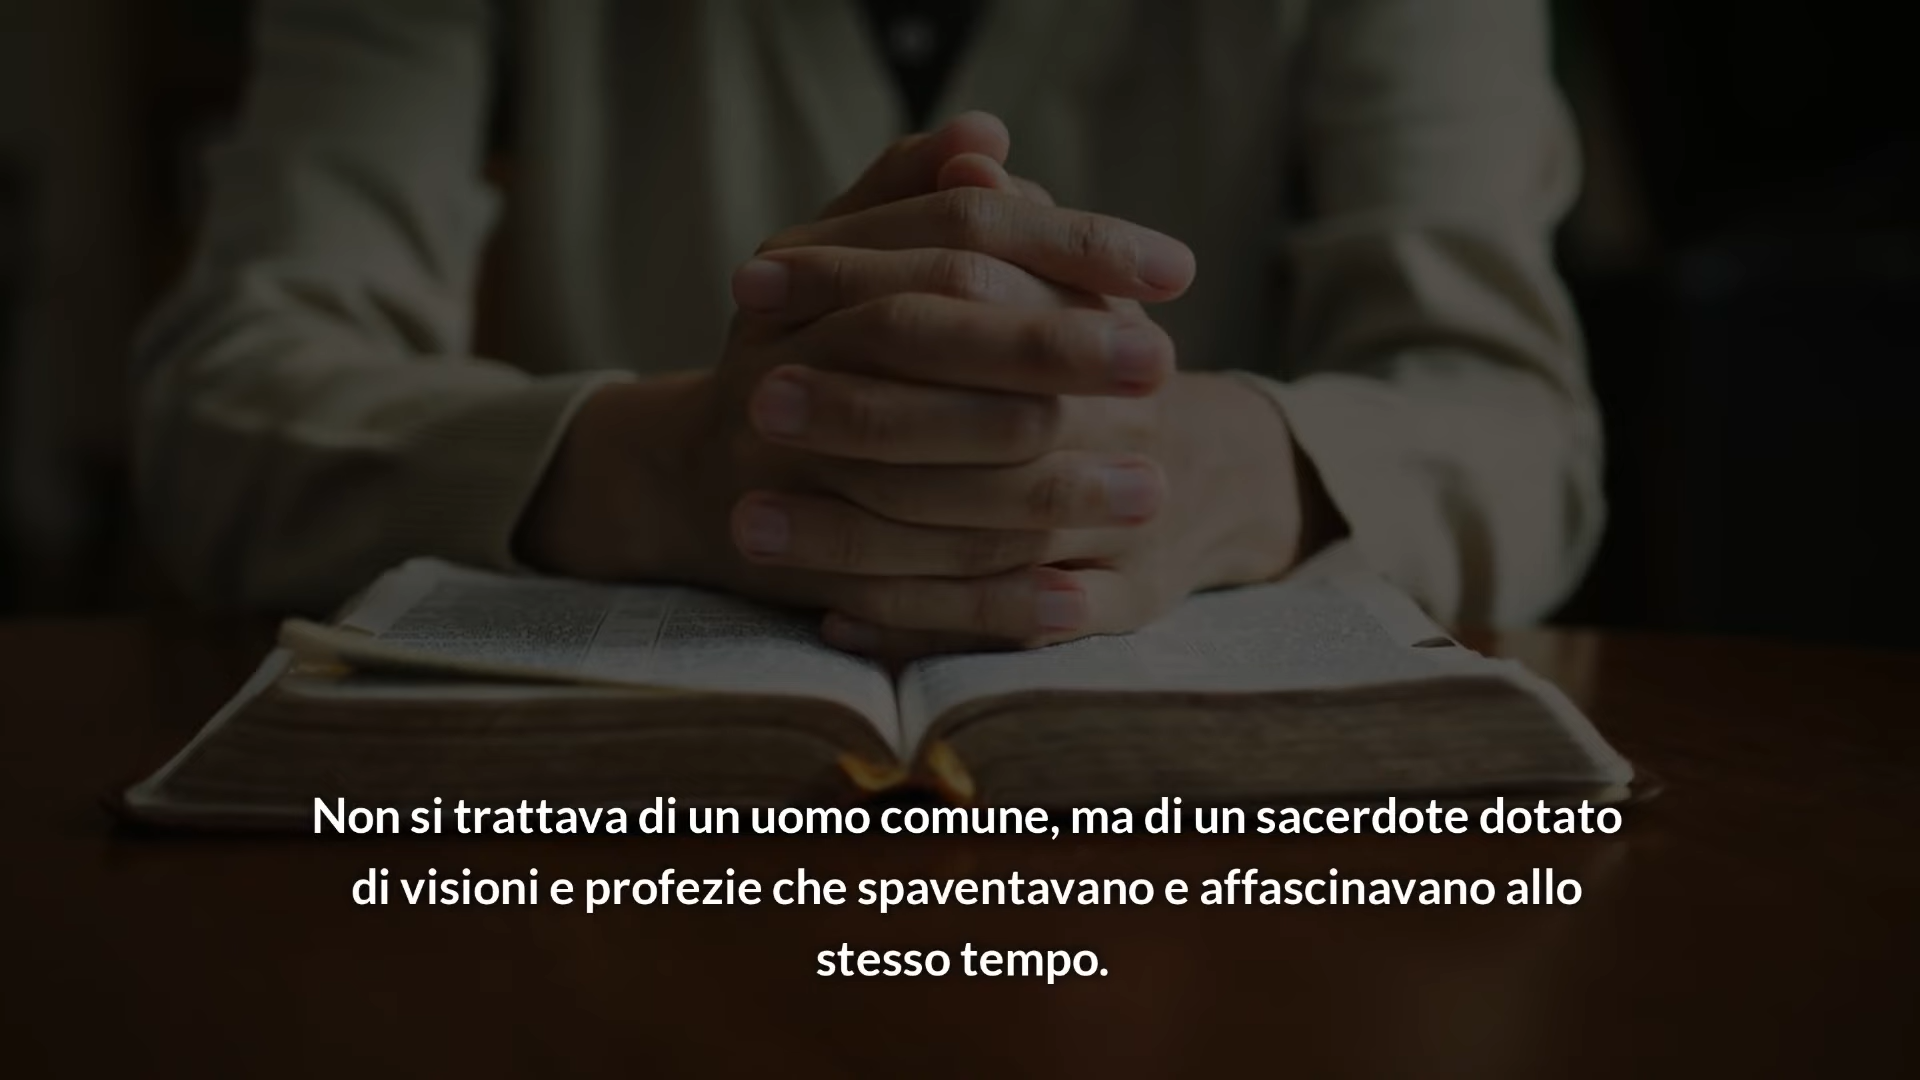 Non si trattava di un uomo comune, ma di un sacerdote dotato
di visioni e profezie che spaventavano e affascinavano allo
stesso tempo.